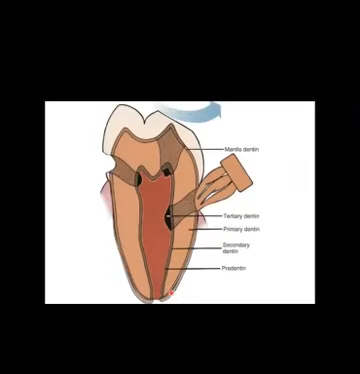 Mantle dentin
Tertiary dentin
Primary dentin
Secondary
dentin
Predentin